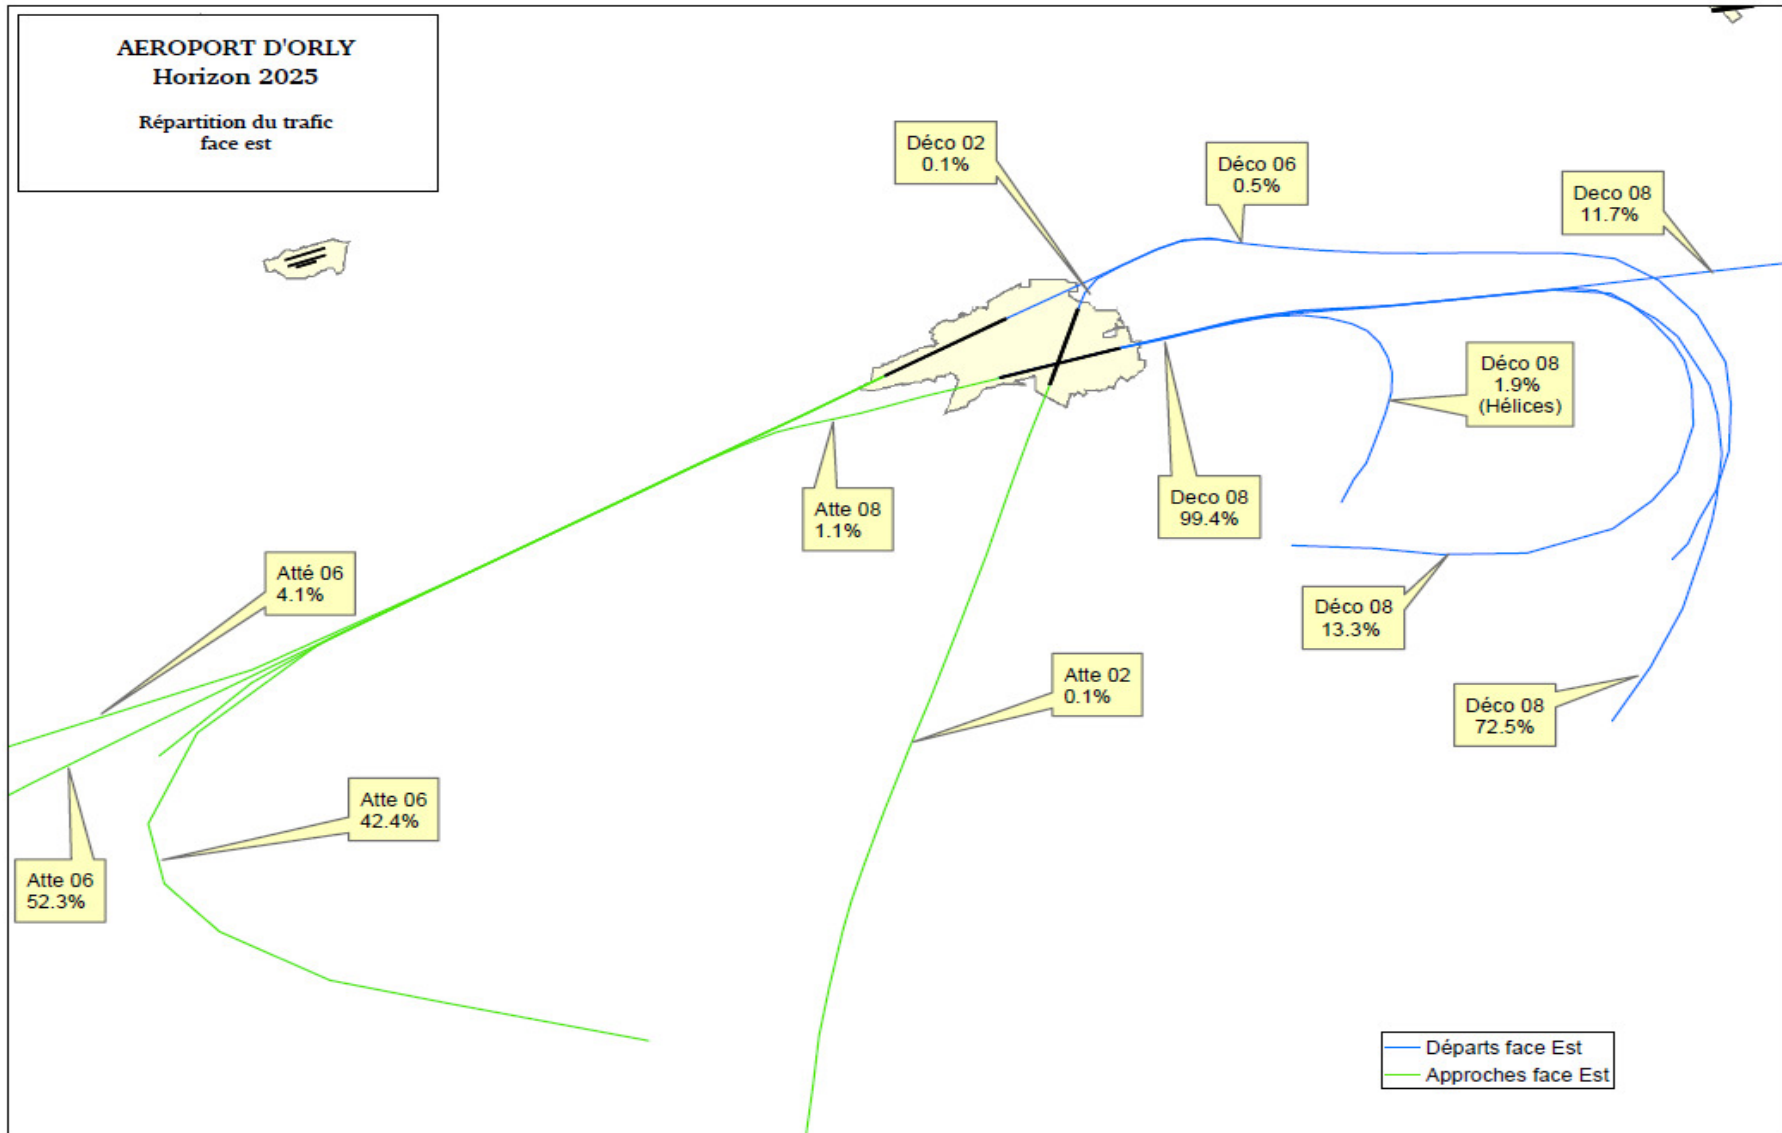 AEROPORT D'ORLY
Horizon 2025
Répartition du trafic
face est
Déco 02
0.1%
Déco 06
0.5%
Deco 08
11.7%
Déco 08
1.9%
(Hélices)
Atte 08
1.1%
Deco 08
99.4%
Atté 06
4.1%
Déco 08
13.3%
Atte 02
0.1%
Déco 08
72.5%
Atte 06
42.4%
Atte 06
52.3%
Départs face Est
Approches face Est